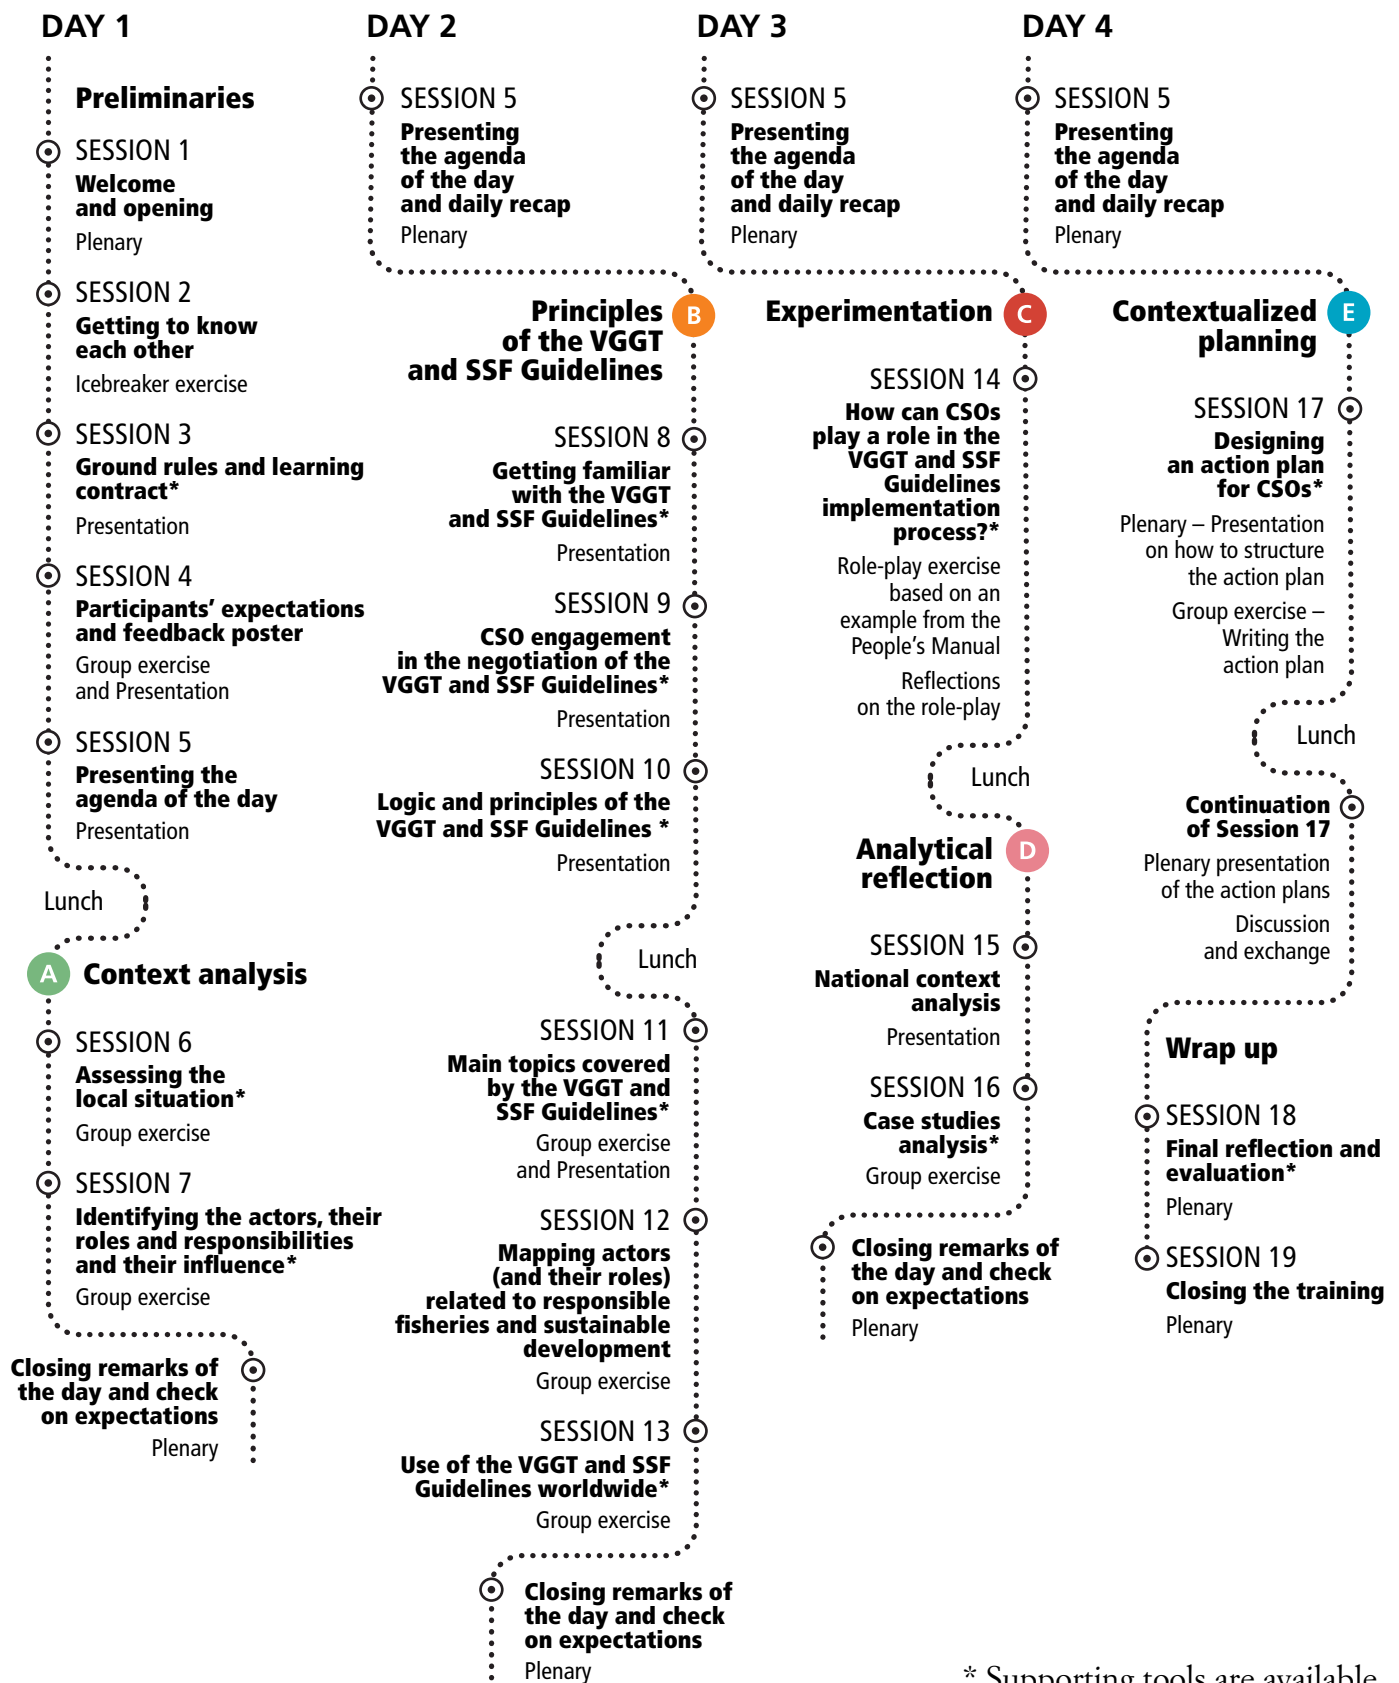 DAY 1
Preliminaries
SESSION 1
Welcome
and opening
Plenary
SESSION 2
Getting to know
each other
Icebreaker exercise
SESSION 3
Ground rules and learning
contract*
Presentation
SESSION 4
Participants’ expectations
and feedback poster
Group exercise
and Presentation
SESSION 5
Presenting the
agenda of the day
Presentation
Lunch
A
Context analysis
SESSION 6
Assessing the
local situation*
Group exercise
SESSION 7
Identifying the actors, their
roles and responsibilities
and their influence*
Group exercise
Closing remarks of
the day and check
on expectations
Plenary
DAY 2
SESSION 5
Presenting
the agenda
of the day
and daily recap
Plenary
Principles
of the VGGT
and SSF Guidelines
B
SESSION 8
Getting familiar
with the VGGT
and SSF Guidelines*
Presentation
SESSION 9
CSO engagement
in the negotiation of the
VGGT and SSF Guidelines*
Presentation
SESSION 10
Logic and principles of the
VGGT and SSF Guidelines *
Presentation
Lunch
SESSION 11
Main topics covered
by the VGGT and
SSF Guidelines*
Group exercise
and Presentation
SESSION 12
Mapping actors
(and their roles)
related to responsible
fisheries and sustainable
development
Group exercise
SESSION 13
Use of the VGGT and SSF
Guidelines worldwide*
Group exercise
Closing remarks of
the day and check
on expectations
Plenary
DAY 3
SESSION 5
Presenting
the agenda
of the day
and daily recap
Plenary
Experimentation
C
SESSION 14
How can CSOs
play a role in the
VGGT and SSF
Guidelines
implementation
process?*
Role-play exercise
based on an
example from the
People’s Manual
Reflections
on the role-play
Lunch
Analytical
reflection
D
SESSION 15
National context
analysis
Presentation
SESSION 16
Case studies
analysis*
Group exercise
Closing remarks of
the day and check
on expectations
Plenary
DAY 4
SESSION 5
Presenting
the agenda
of the day
and daily recap
Plenary
Contextualized
planning
E
SESSION 17
Designing
an action plan
for CSOs*
Plenary – Presentation
on how to structure
the action plan
Group exercise –
Writing the
action plan
Lunch
Continuation
of Session 17
Plenary presentation
of the action plans
Discussion
and exchange
Wrap up
SESSION 18
Final reflection and
evaluation*
Plenary
SESSION 19
Closing the training
Plenary
* Supporting tools are available